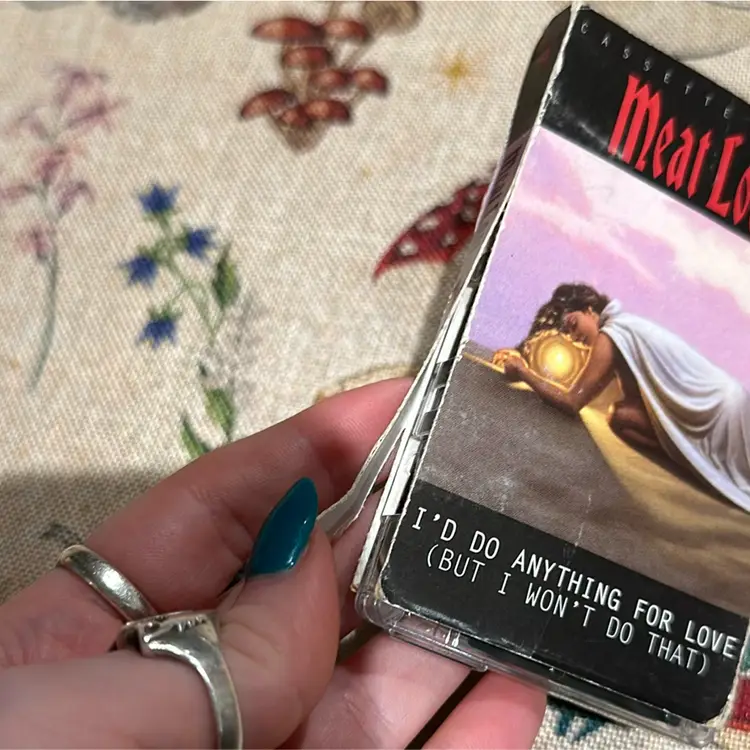 CASSETTE
Meat Lo
I'D DO ANYTHING FOR LOVE
(BUT I WON'T DO THAT)